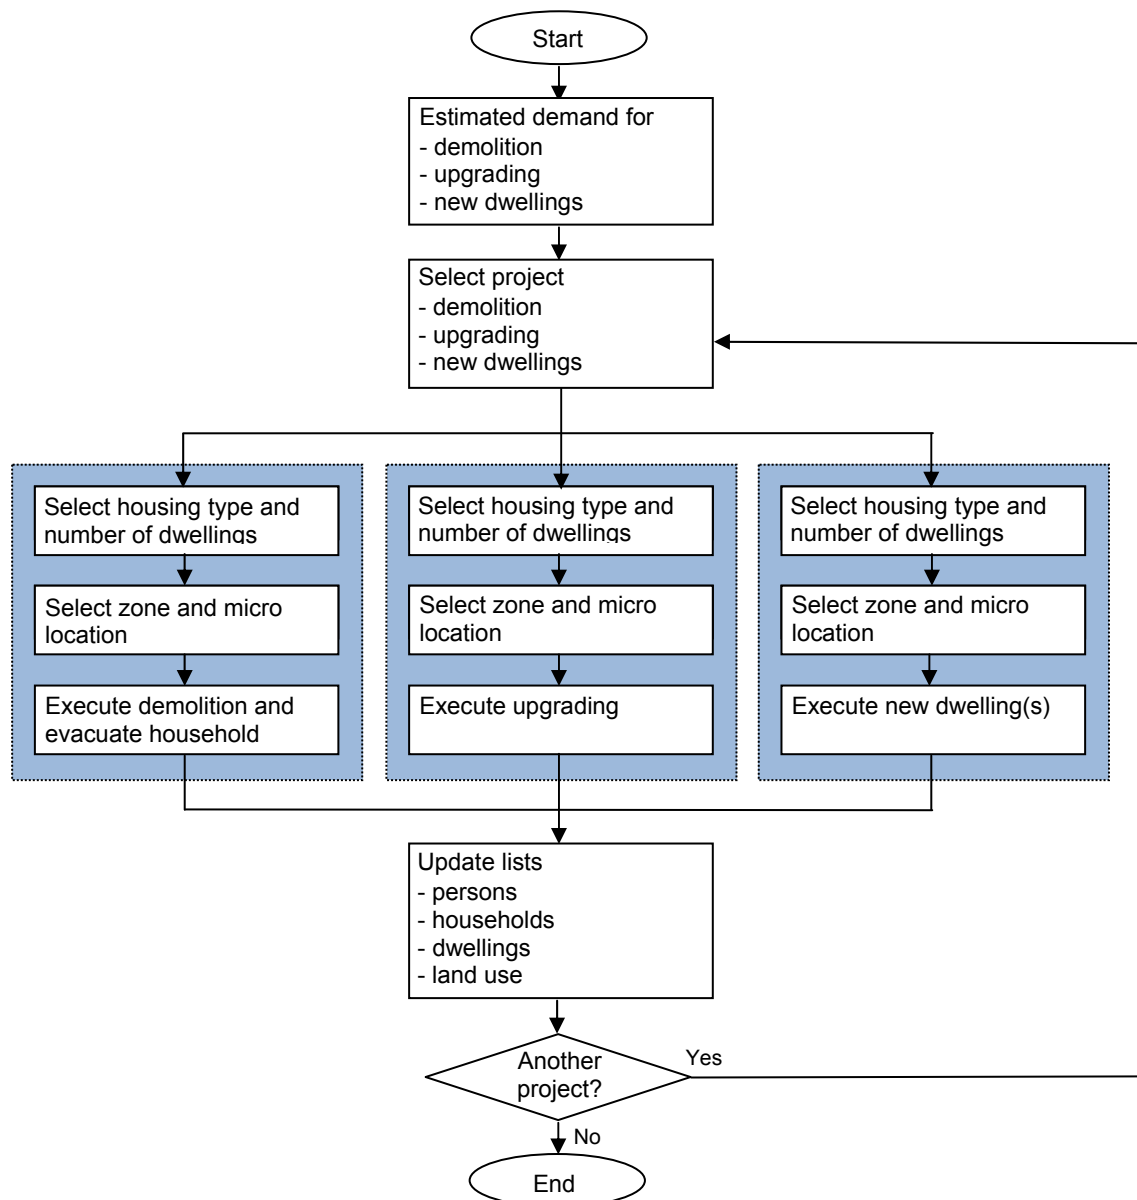 Start
Estimated demand for
- demolition
- upgrading
- new dwellings
Select project
- demolition
- upgrading
- new dwellings
Select housing type and
number of dwellings
Select zone and micro
location
Execute demolition and
evacuate household
Select housing type and
number of dwellings
Select zone and micro
location
Execute upgrading
Select housing type and
number of dwellings
Select zone and micro
location
Execute new dwelling(s)
Update lists
- persons
- households
- dwellings
- land use
Another
project?
Yes
No
End